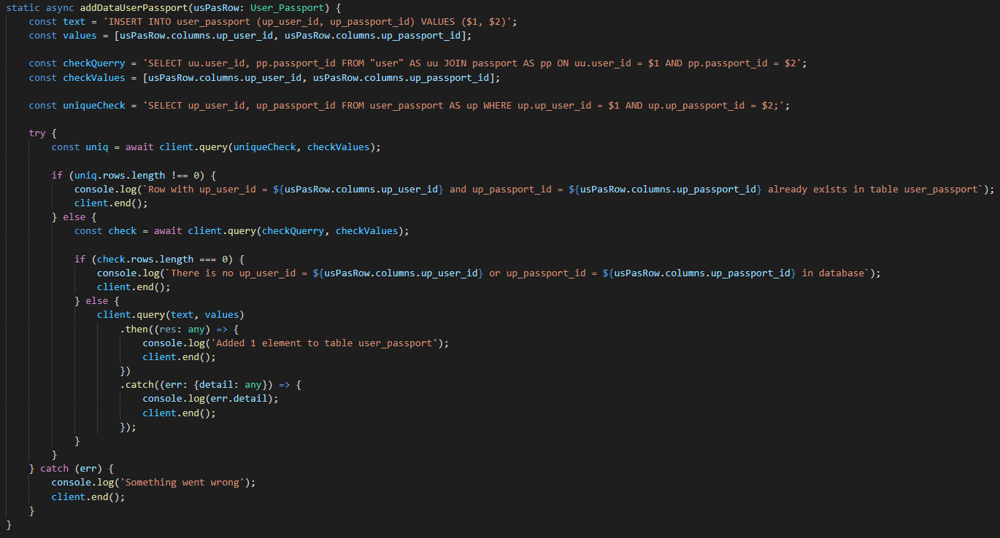 static async addDataUserPassport(usPasRow: User_Passport) {
const text = 'INSERT INTO user_passport (up_user_id, up_passport_id) VALUES ($1, $2)';
const values = [usPasRow.columns.up_user_id, usPasRow.columns.up_passport_id];
const checkQuerry = 'SELECT uu.user_id, pp.passport_id FROM "user" AS uu JOIN passport AS pp ON uu.user_id = $1 AND pp.passport_id = $2';
const checkValues = [usPasRow.columns.up_user_id, usPasRow.columns.up_passport_id];
const uniqueCheck = 'SELECT up_user_id, up_passport_id FROM user_passport AS up WHERE up.up_user_id = $1 AND up.up_passport_id = $2;';
try {
const uniq = await client.query(uniqueCheck, checkValues);
if (uniq.rows.length !== 0) {
console.log(`Row with up_user_id = ${usPasRow.columns.up_user_id} and up_passport_id = ${usPasRow.columns.up_passport_id} already exists in table user_passport`);
client.end();
} else {
const check = await client.query(checkQuerry, checkValues);
if (check.rows.length === 0) {
console.log(`There is no up_user_id = ${usPasRow.columns.up_user_id} or up_passport_id = ${usPasRow.columns.up_passport_id} in database`);
client.end();
} else {
client.query(text, values)
.then((res: any) => {
console.log('Added 1 element to table user_passport');
client.end();
})
.catch((err: {detail: any}) => {
console.log(err.detail);
client.end();
});
}
}
} catch (err) {
console.log('Something went wrong');
client.end();
}
}